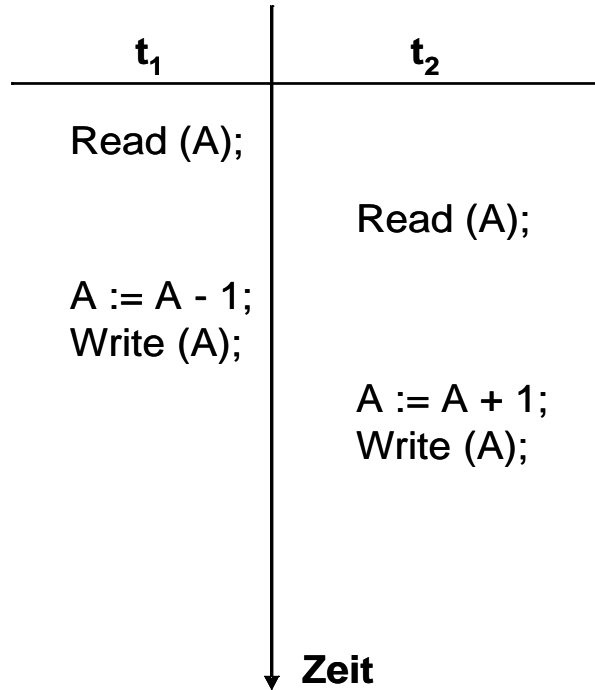 t₁ t₂
Read (A);
Read (A);
A := A - 1;
Write (A);
A := A + 1;
Write (A);
Zeit